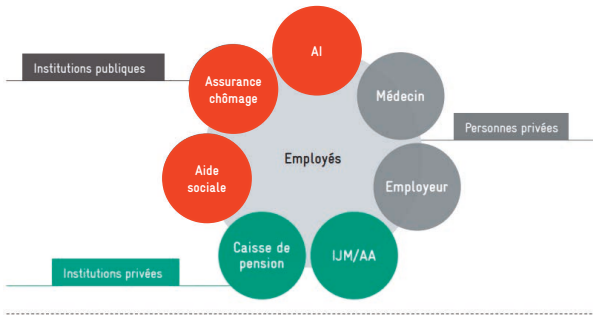 AI
Institutions publiques
Assurance
chômage
Médecin
Personnes privées
Employés
Aide
sociale
Employeur
Caisse de
pension
IJM/AA
Institutions privées